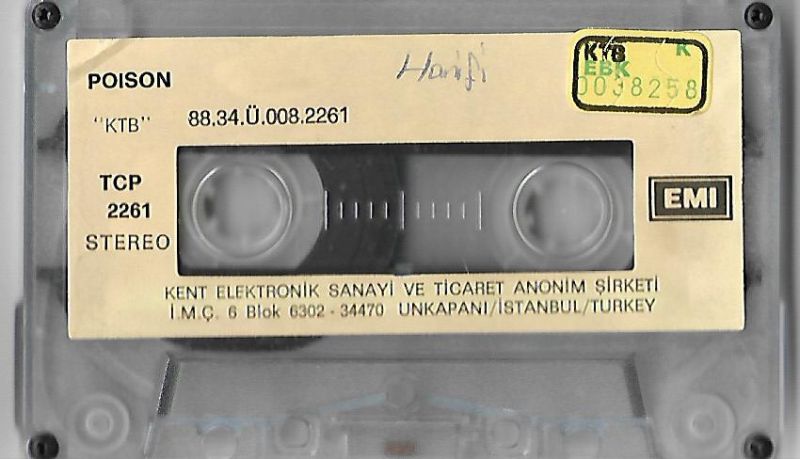 POISON
Hanifi
KTB K
EBK
0038258
"KTB" 88.34.Ü.008.2261
TCP
2261
STEREO
EMI
KENT ELEKTRONİK SANAYİ VE TİCARET ANONİM ŞİRKETİ
İ.M.Ç. 6 Blok 6302 - 34470 UNKAPANI/İSTANBUL/TURKEY